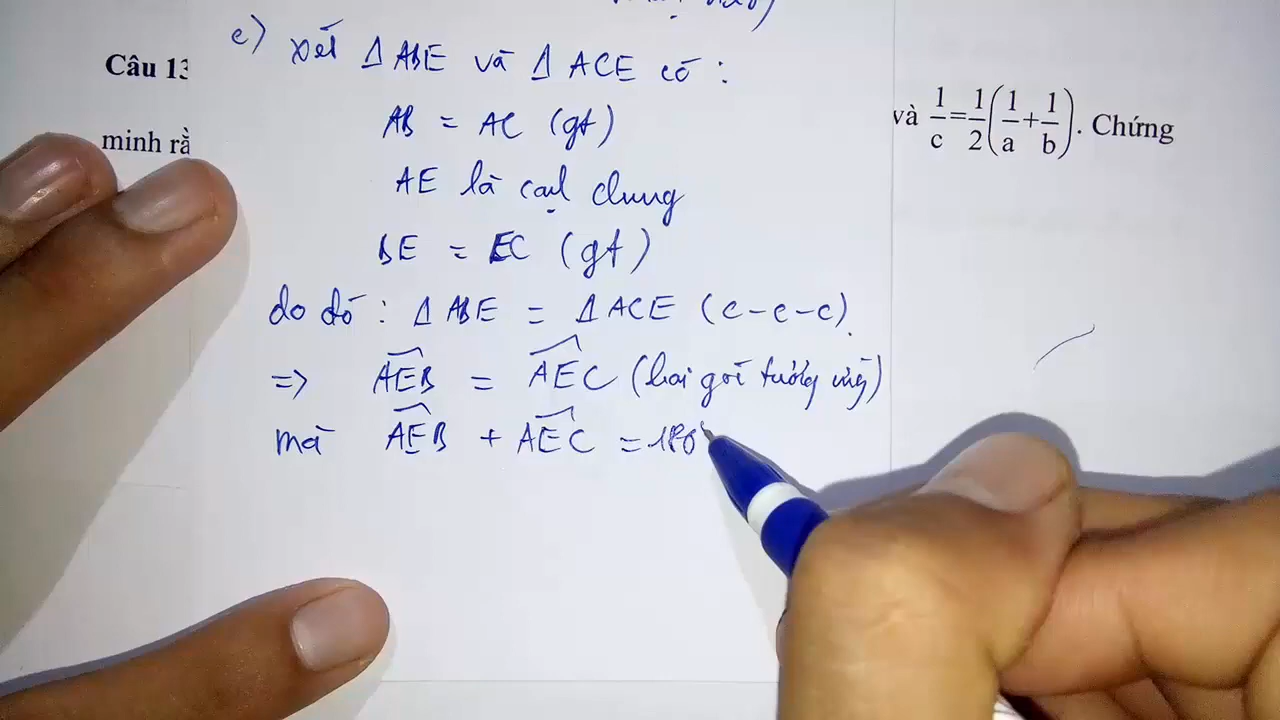 c) xét Δ ABE và Δ ACE có :
Câu 13
AB = AC (gt)
và 1/c = 1/2(1/a + 1/b). Chứng
minh rằ
AE là cạnh chung
BE = EC (gt)
do đó : Δ ABE = Δ ACE (c-c-c).
=> AEB = AEC (hai góc tương ứng)
mà AEB + AEC = 180°